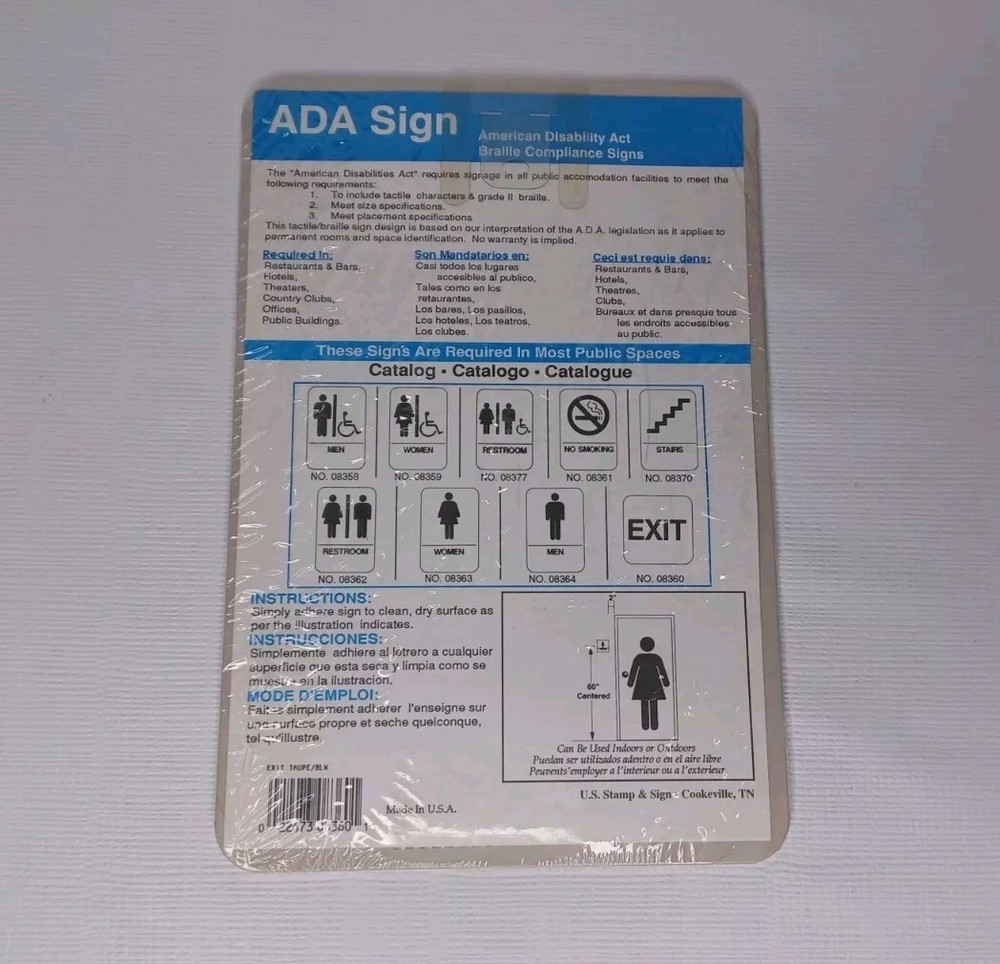 ADA Sign
American Disability Act
Braille Compliance Signs
The "American Disabilities Act" requires signage in all public accomodation facilities to meet the
following requirements:
1. To include tactile characters & grade II braille.
2. Meet size specifications.
3. Meet placement specifications
This tactile/braille sign design is based on our interpretation of the A.D.A. legislation as it applies to
permanent rooms and space identification. No warranty is implied.
Required In:
Restaurants & Bars,
Hotels,
Theaters,
Country Clubs,
Offices,
Public Buildings.
Son Mandatarios en:
Casi todos los lugares
accesibles al publico,
Tales como en los
retaurantes,
Los bares, Los pasillos,
Los hoteles, Los teatros,
Los clubes.
Ceci est requis dans:
Restaurants & Bars,
Hotels,
Theatres,
Clubs,
Bureaux et dans presque tous
les endroits accussibles
au public.
These Signs Are Required In Most Public Spaces
Catalog • Catalogo • Catalogue
MEN
WOMEN
RESTROOM
NO SMOKING
STAIRS
NO. 08358
NO. 08359
NO. 08377
NO. 08361
NO. 08370
RESTROOM
WOMEN
MEN
EXIT
NO. 08362
NO. 08363
NO. 08364
NO. 08360
INSTRUCTIONS:
Simply adhere sign to clean, dry surface as
per the illustration indicates.
INSTRUCCIONES:
Simplemente adhiere al letrero a cualquier
superficie que esta seca y limpia como se
muestra en la ilustracion.
MODE D'EMPLOI:
Faites simplement adherer l'enseigne sur
une surface propre et seche quelconque,
tel qu'illustre.
2"
60"
Centered
Can Be Used Indoors or Outdoors
Puedan ser utilizados adentro o en el aire libre
Peuvent s'employer a l'interieur ou a l'exterieur
EXIT TAUPE/BLK
Made In U.S.A.
U.S. Stamp & Sign - Cookeville, TN